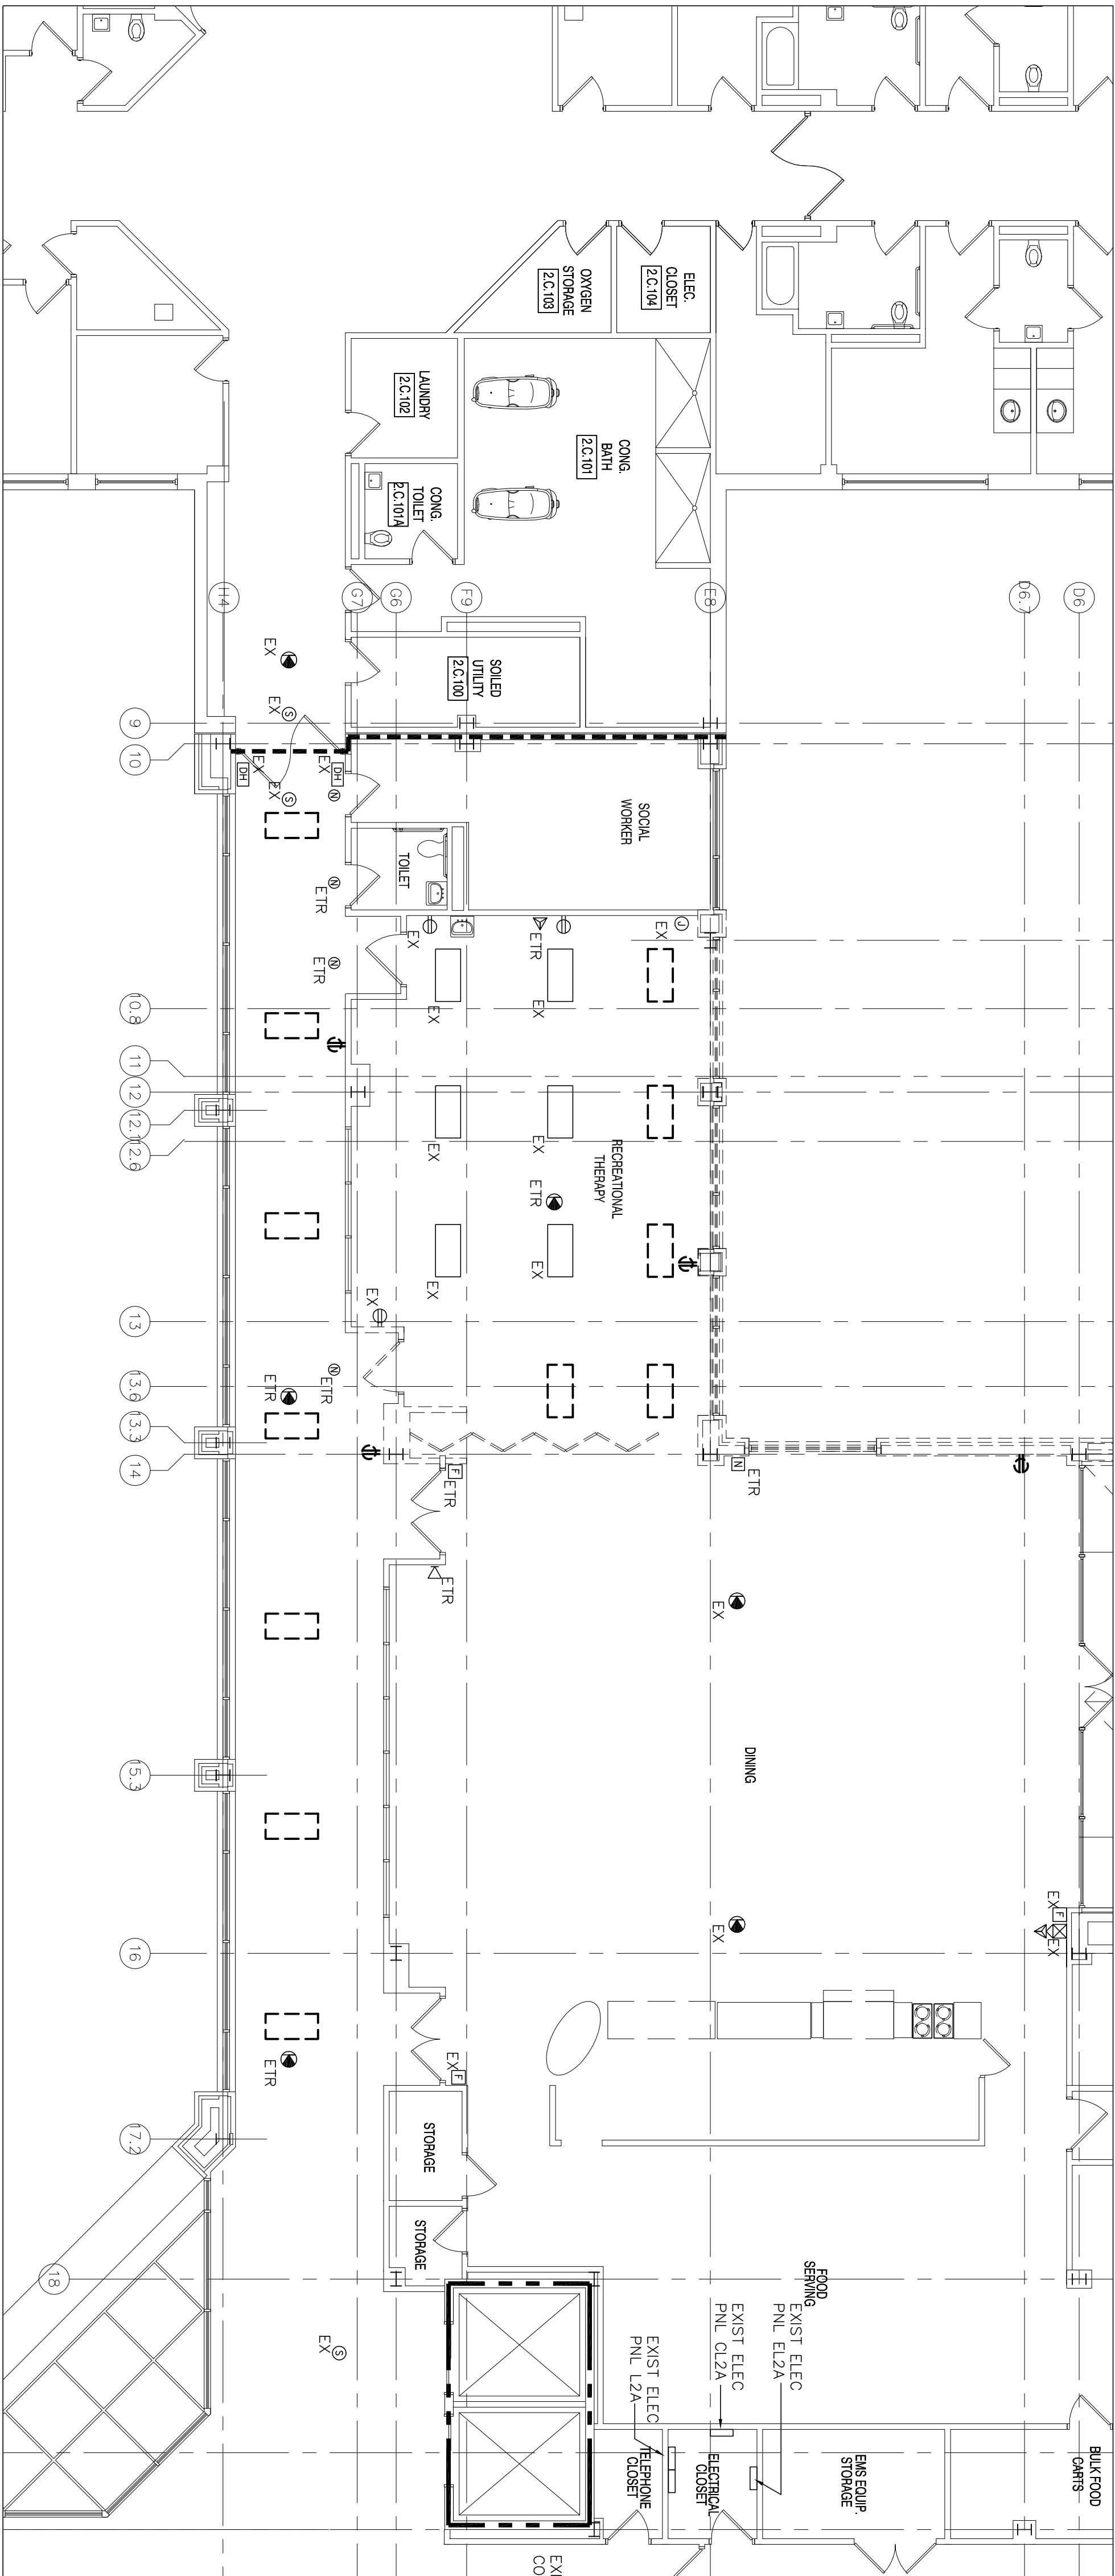 ELEC.
CLOSET
2.C.104
OXYGEN
STORAGE
2.C.103
LAUNDRY
2.C.102
CONG.
BATH
2.C.101
CONG.
TOILET
2.C.101A
H4
G7
G6
F9
E8
D6.7
D6
SOILED
UTILITY
2.C.100
EX
EX
S
9
10
EX
DH
EX
DH
EX
S
N
SOCIAL
WORKER
TOILET
N
ETR
EX
ETR
J
EX
N
ETR
EX
EX
10.8
11
12
12.1
12.6
EX
EX
RECREATIONAL
THERAPY
ETR
EX
EX
EX
13
N
ETR
ETR
13.6
13.3
14
F
ETR
N
ETR
ETR
EX
DINING
15.3
EX
EX
F
EX
16
ETR
EX
F
17.2
STORAGE
STORAGE
18
S
EX
FOOD
SERVING
EXIST ELEC
PNL EL2A
EXIST ELEC
PNL CL2A
EXIST ELEC
PNL L2A
TELEPHONE
CLOSET
ELECTRICAL
CLOSET
EMS EQUIP.
STORAGE
BULK FOOD
CARTS
EXI
CO